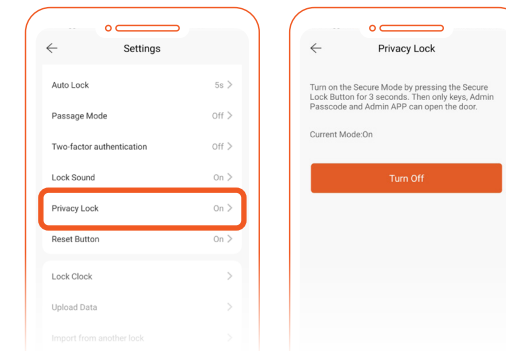 Settings
Auto Lock 5s >
Passage Mode Off >
Two-factor authentication Off >
Lock Sound On >
Privacy Lock On >
Reset Button On >
Lock Clock >
Upload Data >
Import from another lock >
Privacy Lock
Turn on the Secure Mode by pressing the Secure
Lock Button for 3 seconds. Then only keys, Admin
Passcode and Admin APP can open the door.
Current Mode:On
Turn Off